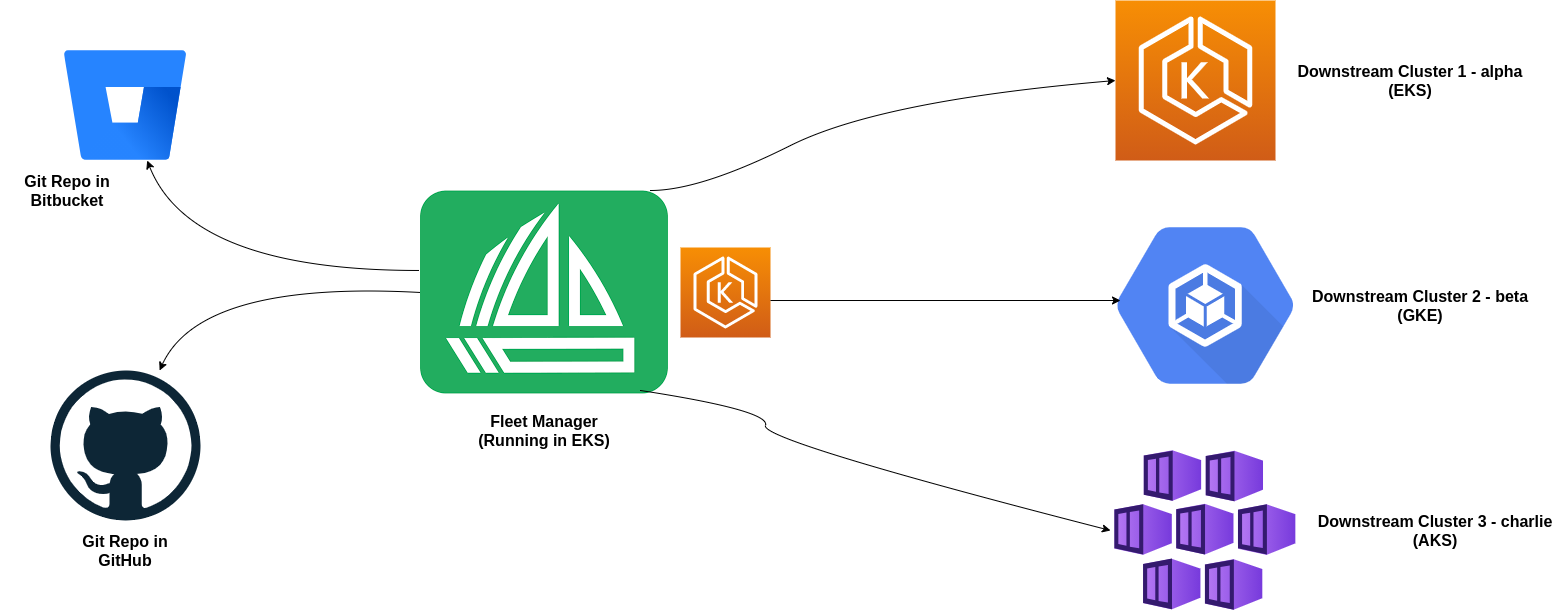 Git Repo in
Bitbucket
Git Repo in
GitHub
Fleet Manager
(Running in EKS)
K
K
Downstream Cluster 1 - alpha
(EKS)
Downstream Cluster 2 - beta
(GKE)
Downstream Cluster 3 - charlie
(AKS)